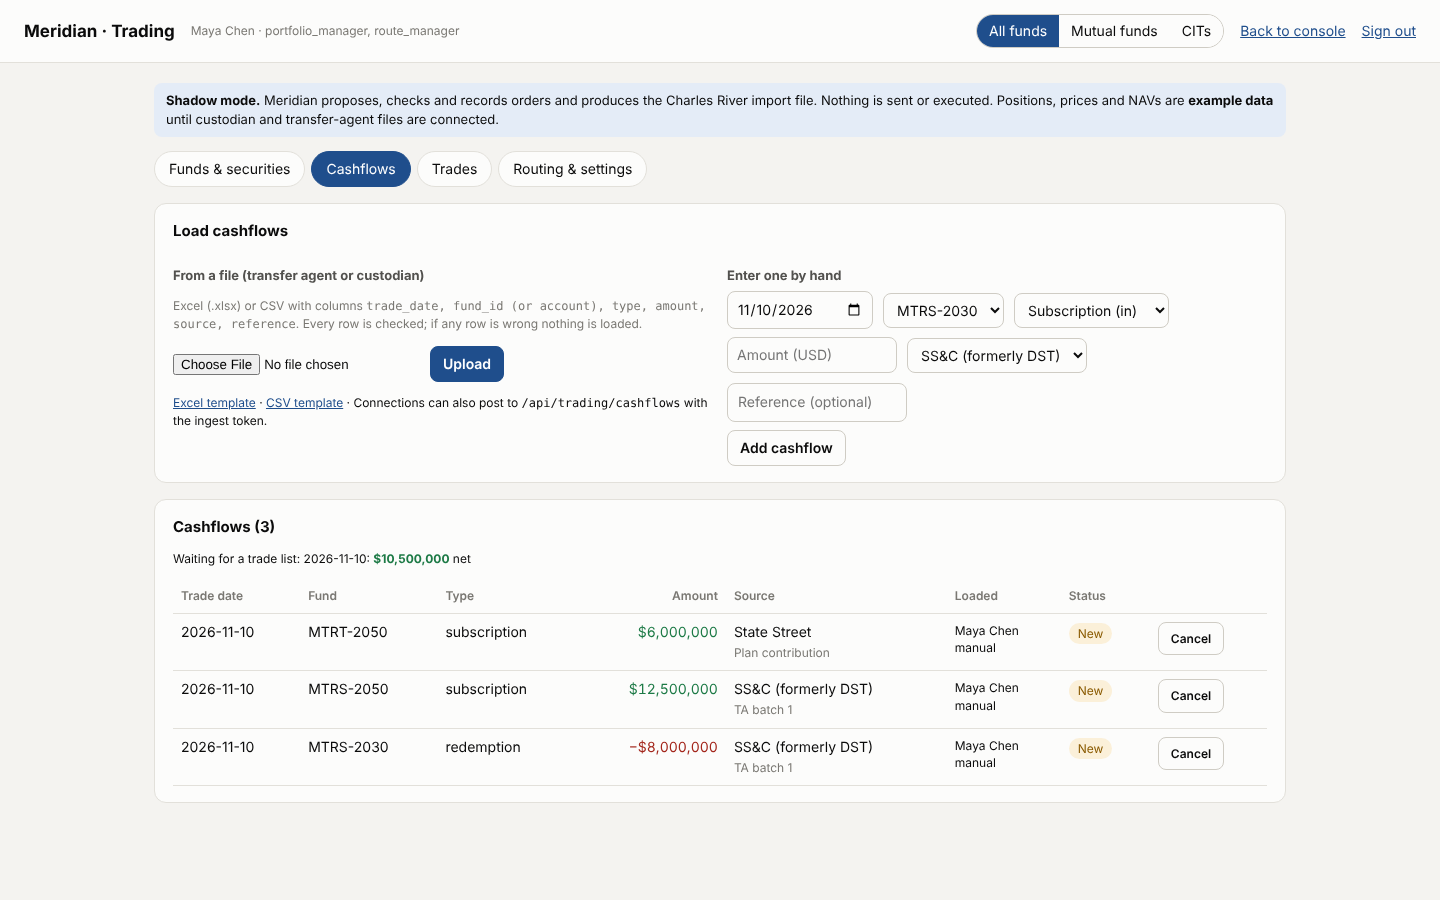 Meridian · Trading
Maya Chen · portfolio_manager, route_manager
All funds
Mutual funds
CITs
Back to console
Sign out
Shadow mode. Meridian proposes, checks and records orders and produces the Charles River import file. Nothing is sent or executed. Positions, prices and NAVs are example data
until custodian and transfer-agent files are connected.
Funds & securities
Cashflows
Trades
Routing & settings
Load cashflows
From a file (transfer agent or custodian)
Excel (.xlsx) or CSV with columns trade_date, fund_id (or account), type, amount,
source, reference. Every row is checked; if any row is wrong nothing is loaded.
Choose File No file chosen
Upload
Excel template · CSV template · Connections can also post to /api/trading/cashflows with
the ingest token.
Enter one by hand
11/10/2026
MTRS-2030
Subscription (in)
Amount (USD)
SS&C (formerly DST)
Reference (optional)
Add cashflow
Cashflows (3)
Waiting for a trade list: 2026-11-10: $10,500,000 net
Trade date Fund Type Amount Source Loaded Status
2026-11-10 MTRT-2050 subscription $6,000,000 State Street Maya Chen New Cancel
Plan contribution manual
2026-11-10 MTRS-2050 subscription $12,500,000 SS&C (formerly DST) Maya Chen New Cancel
TA batch 1 manual
2026-11-10 MTRS-2030 redemption −$8,000,000 SS&C (formerly DST) Maya Chen New Cancel
TA batch 1 manual